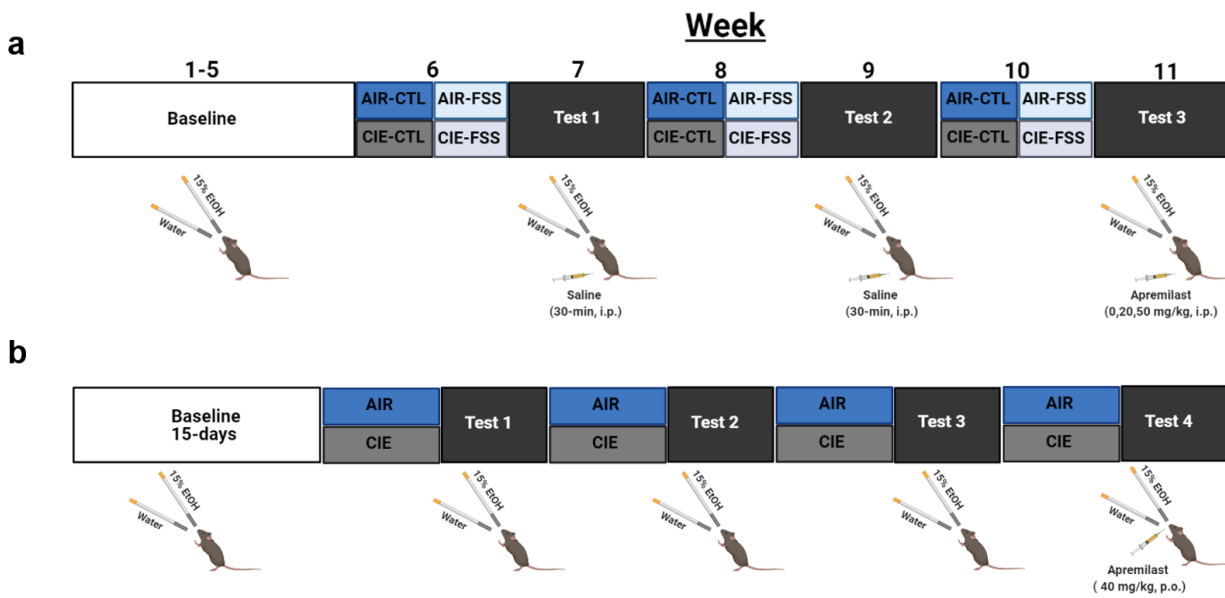 Week
a
1-5 6 7 8 9 10 11
Baseline
AIR-CTL AIR-FSS
CIE-CTL CIE-FSS
Test 1
AIR-CTL AIR-FSS
CIE-CTL CIE-FSS
Test 2
AIR-CTL AIR-FSS
CIE-CTL CIE-FSS
Test 3
15% EtOH
Water
15% EtOH
Water
Saline
(30-min, i.p.)
15% EtOH
Water
Saline
(30-min, i.p.)
15% EtOH
Water
Apremilast
(0,20,50 mg/kg, i.p.)
b
Baseline
15-days
AIR
CIE
Test 1
AIR
CIE
Test 2
AIR
CIE
Test 3
AIR
CIE
Test 4
15% EtOH
Water
15% EtOH
Water
15% EtOH
Water
15% EtOH
Water
15% EtOH
Water
Apremilast
( 40 mg/kg, p.o.)